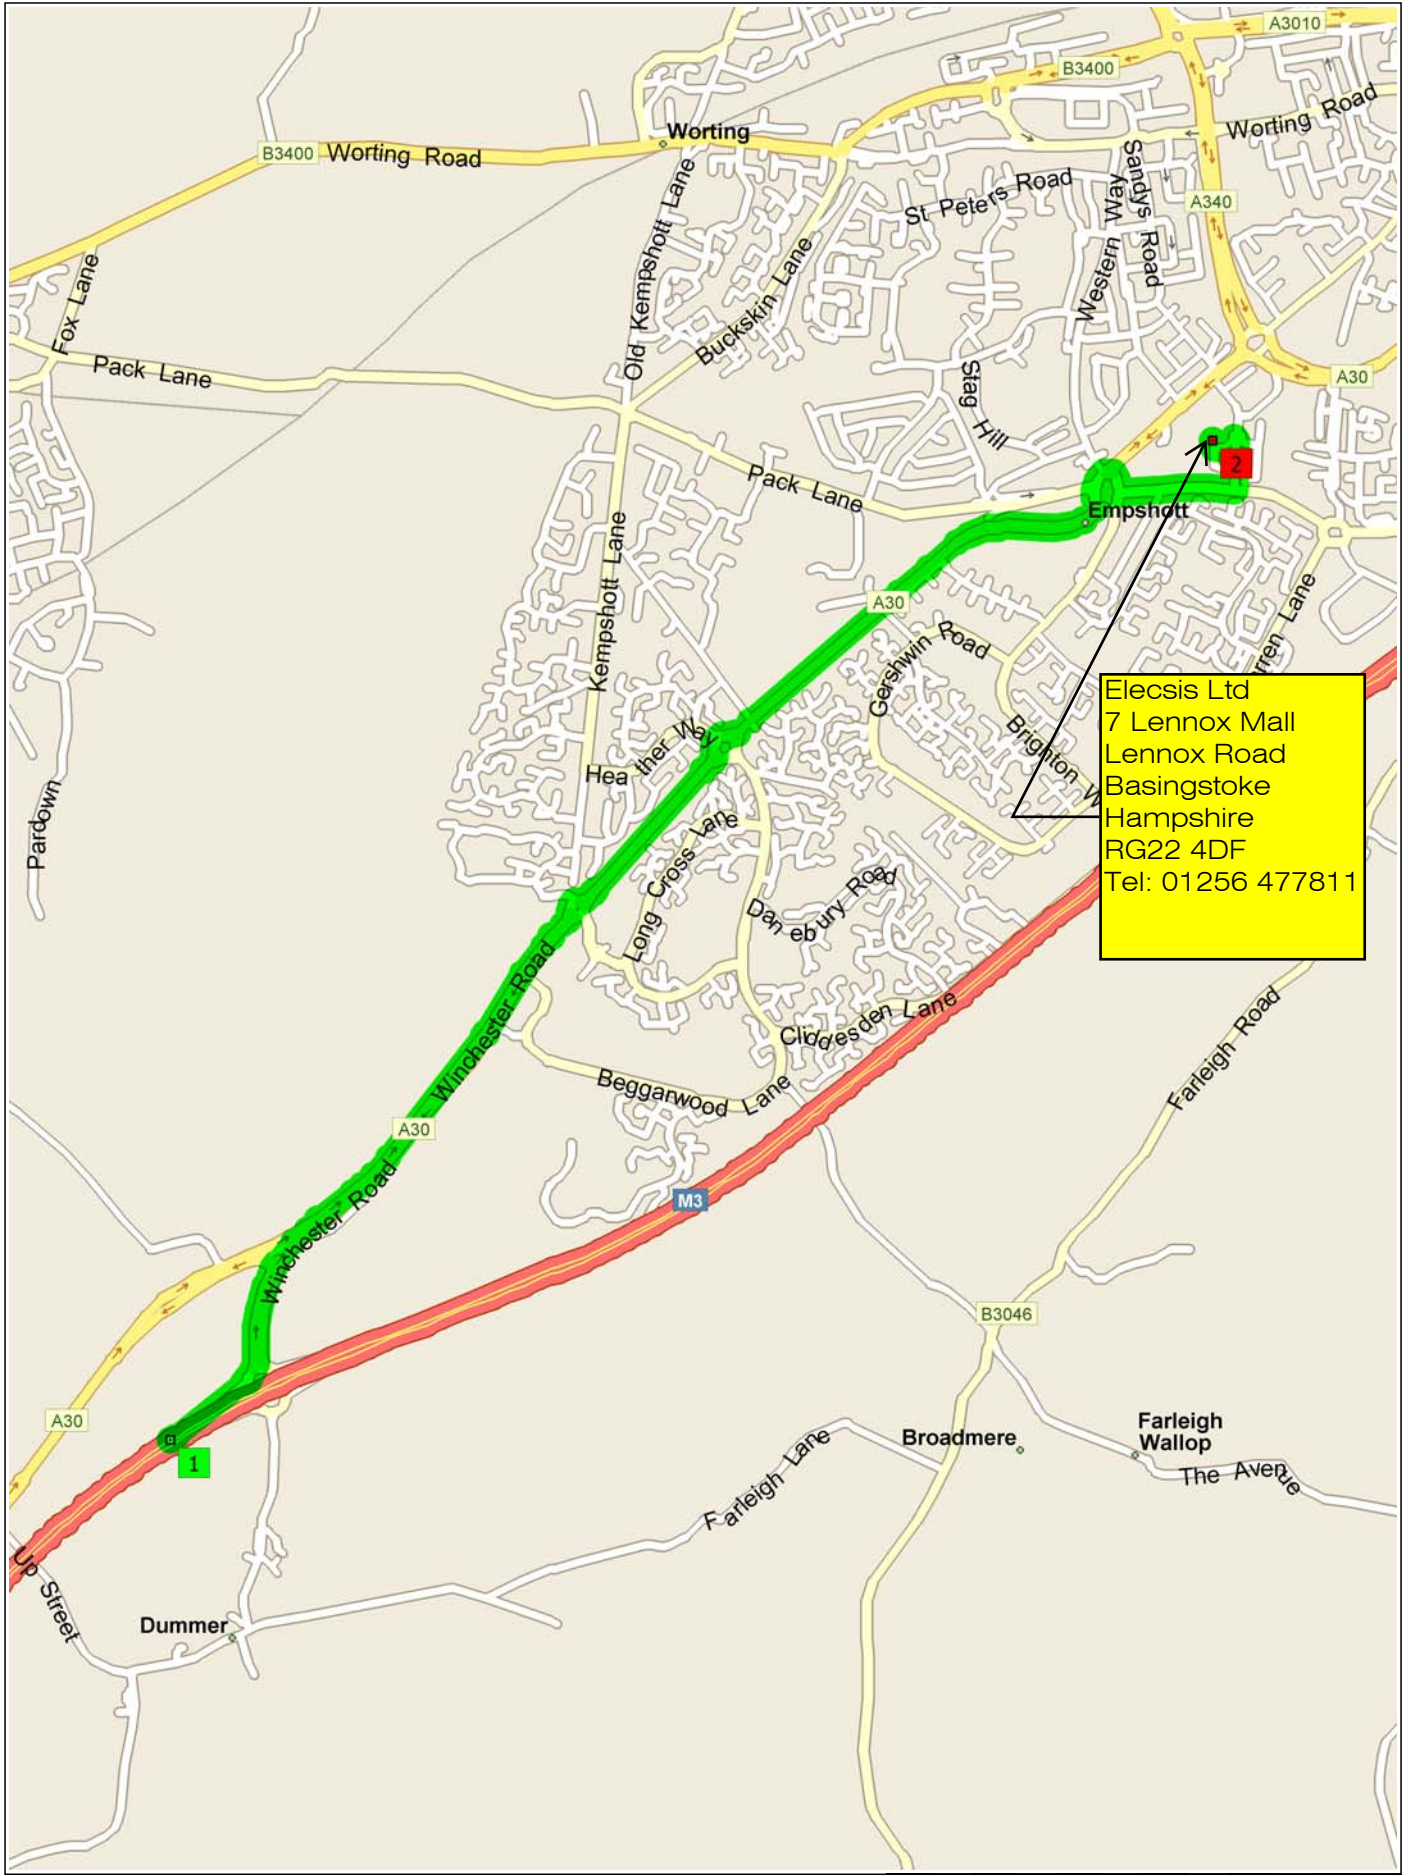 A3010
B3400
Worting Road
Worting
B3400 Worting Road
Sandys Road
St Peters Road
Western Way
A340
Old Kempshott Lane
Buckskin Lane
Fox Lane
Pack Lane
A30
Stag Hill
2
Pack Lane
Empshott
Kempshott Lane
A30
Gershwin Road
rren Lane
Elecsis Ltd
7 Lennox Mall
Lennox Road
Basingstoke
Hampshire
RG22 4DF
Tel: 01256 477811
Heather Way
Brighton W
Pardown
Long Cross Lane
Danebury Road
Winchester Road
Cliddesden Lane
Farleigh Road
Beggarwood Lane
A30
Winchester Road
M3
B3046
A30
1
Farleigh Lane
Broadmere
Farleigh
Wallop
The Avenue
Up Street
Dummer